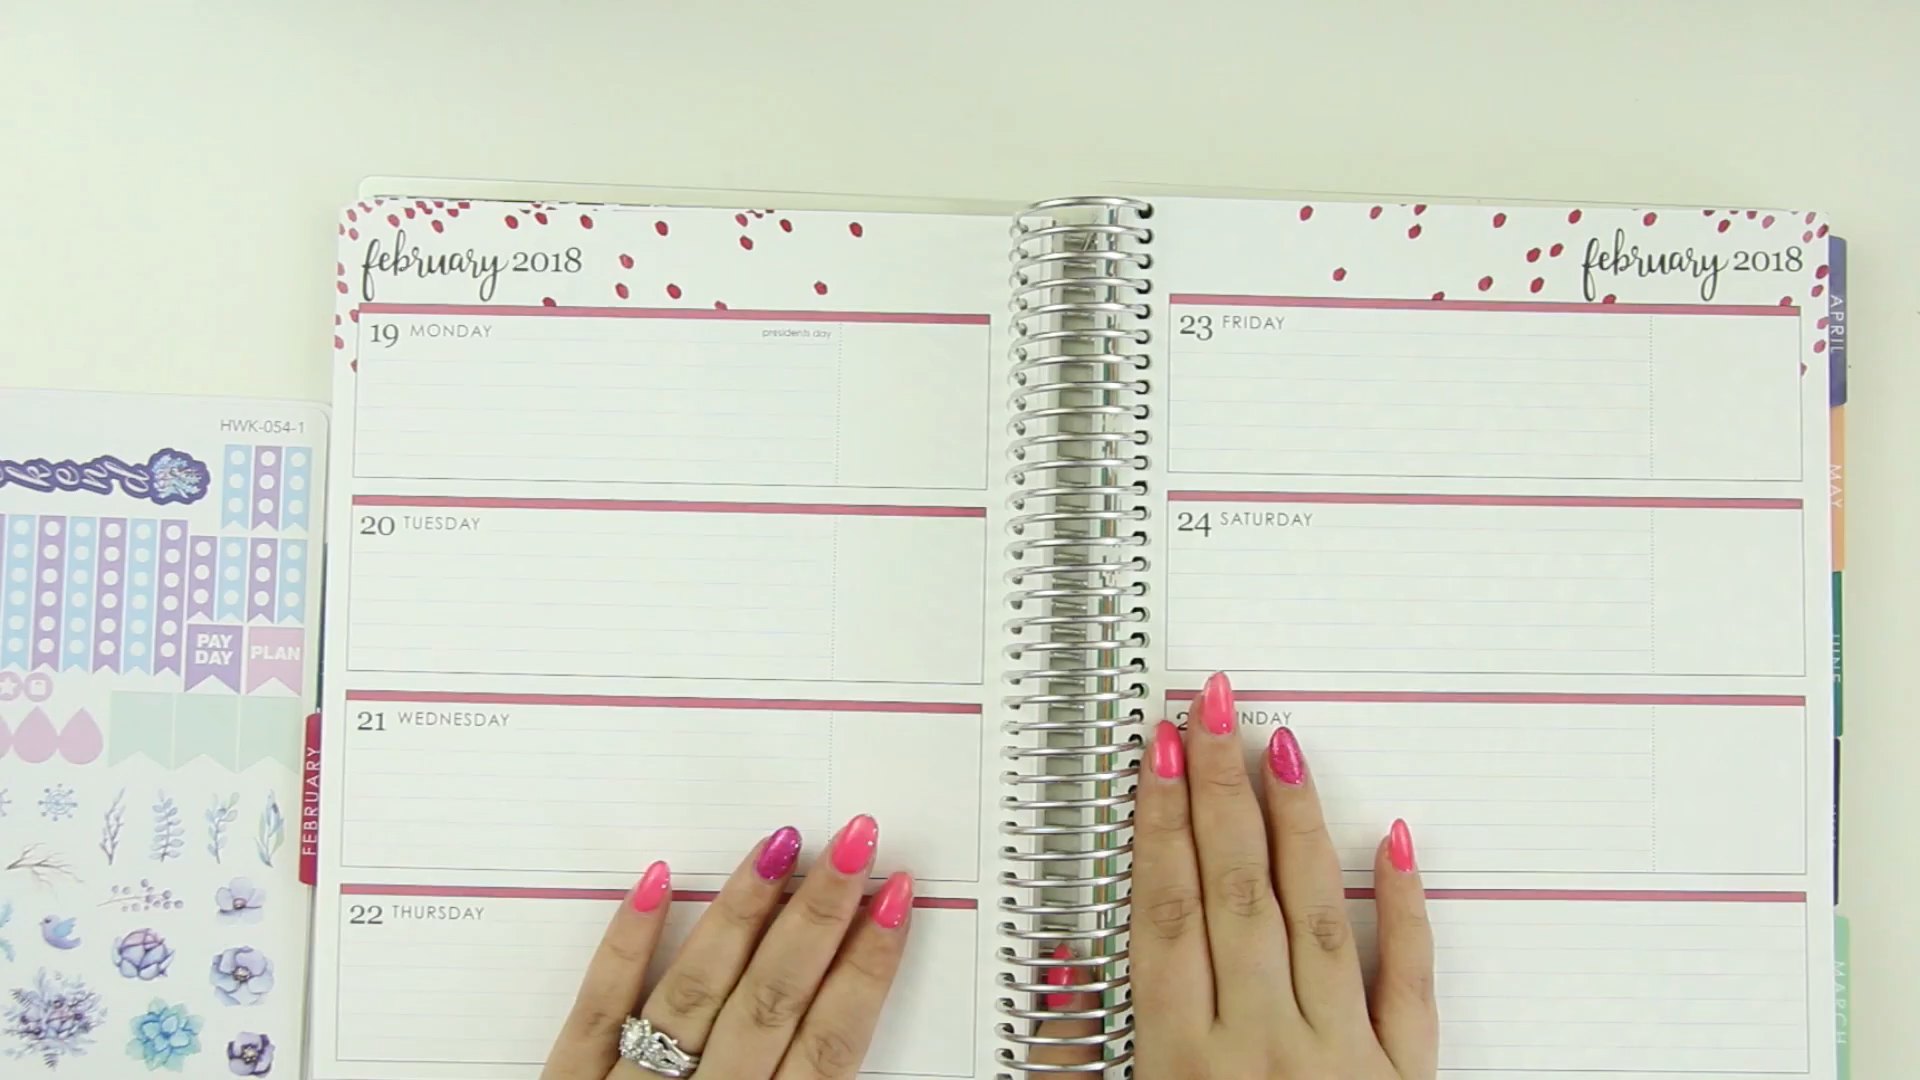 february 2018
19 MONDAY
presidents day
20 TUESDAY
21 WEDNESDAY
22 THURSDAY
february 2018
23 FRIDAY
24 SATURDAY
HWK-054-1
PAY
DAY
PLAN
FEBRUARY
APRIL
MAY
JUNE
MARCH